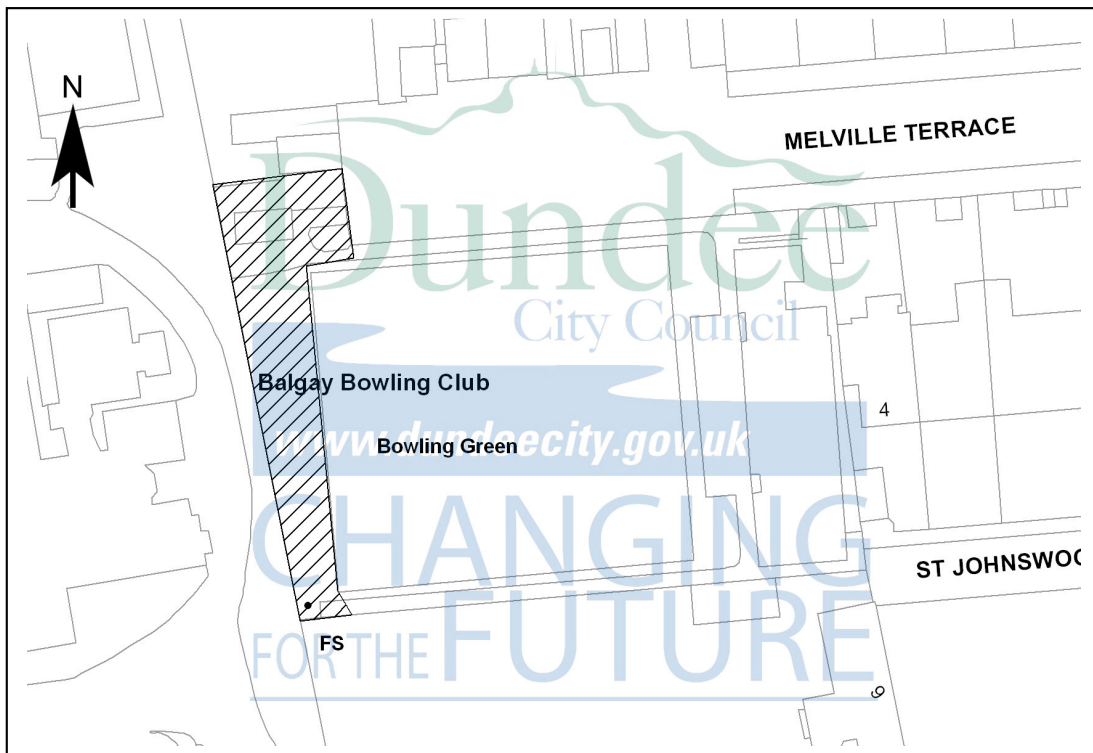 N
MELVILLE TERRACE
Dundee
City Council
Balgay Bowling Club
www.dundeecity.gov.uk
Bowling Green
4
CHANGING
ST JOHNSWOO
FOR THE FUTURE
FS
9